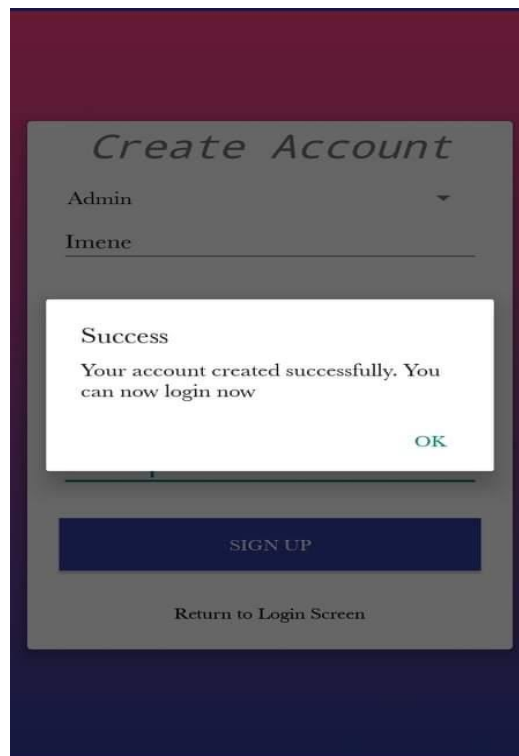 Create Account
Admin
Imene
Success
Your account created successfully. You
can now login now
OK
SIGN UP
Return to Login Screen